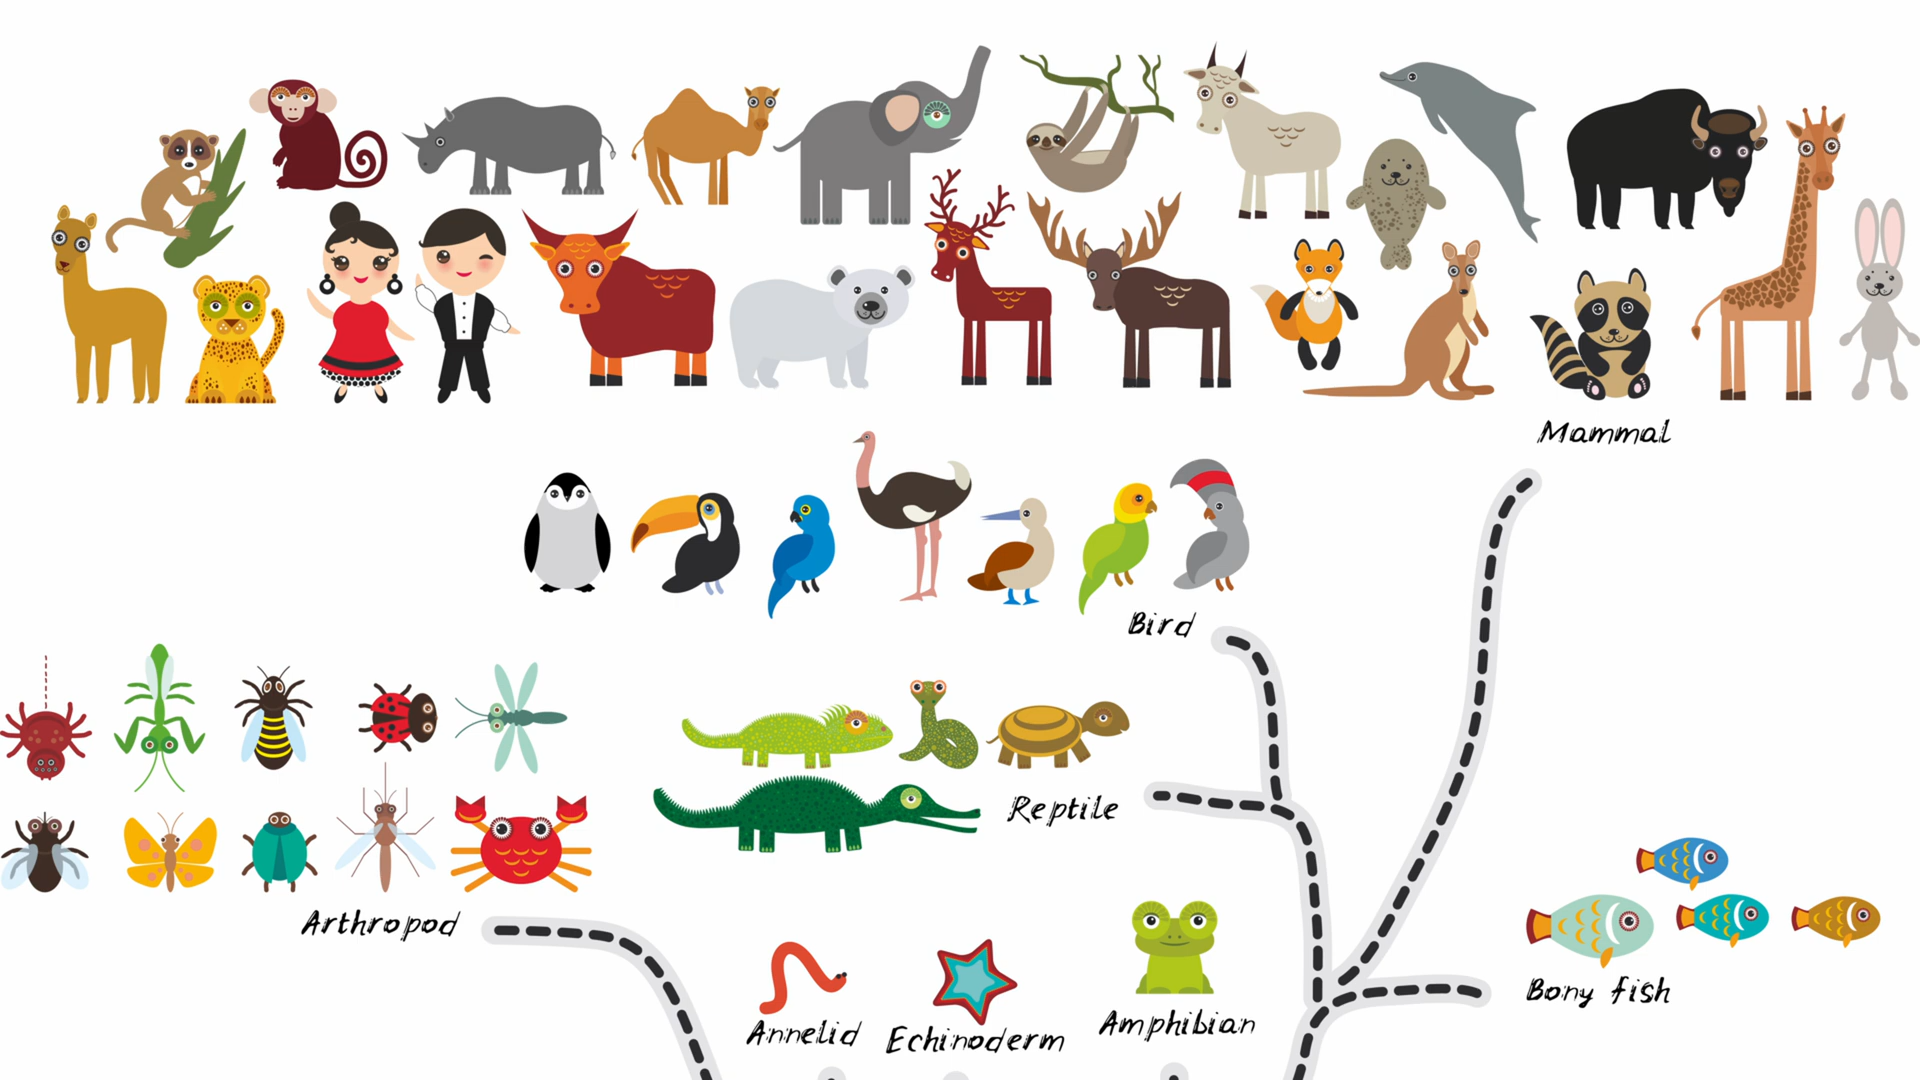 Mammal
Bird
Reptile
Arthropod
Bony fish
Annelid
Echinoderm
Amphibian